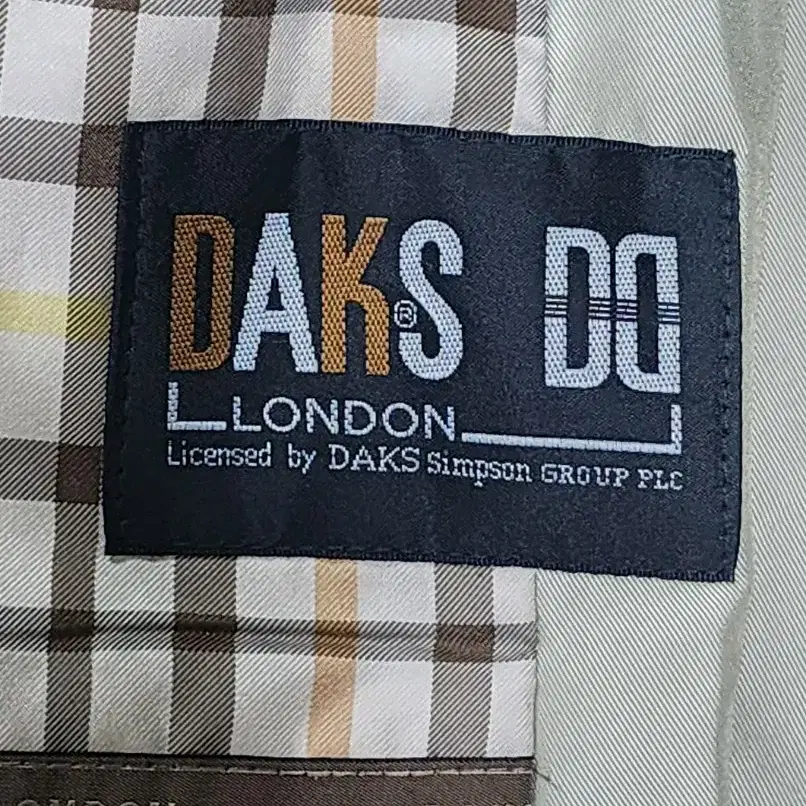 DAKS® DD
LONDON
Licensed by DAKS Simpson GROUP PLC